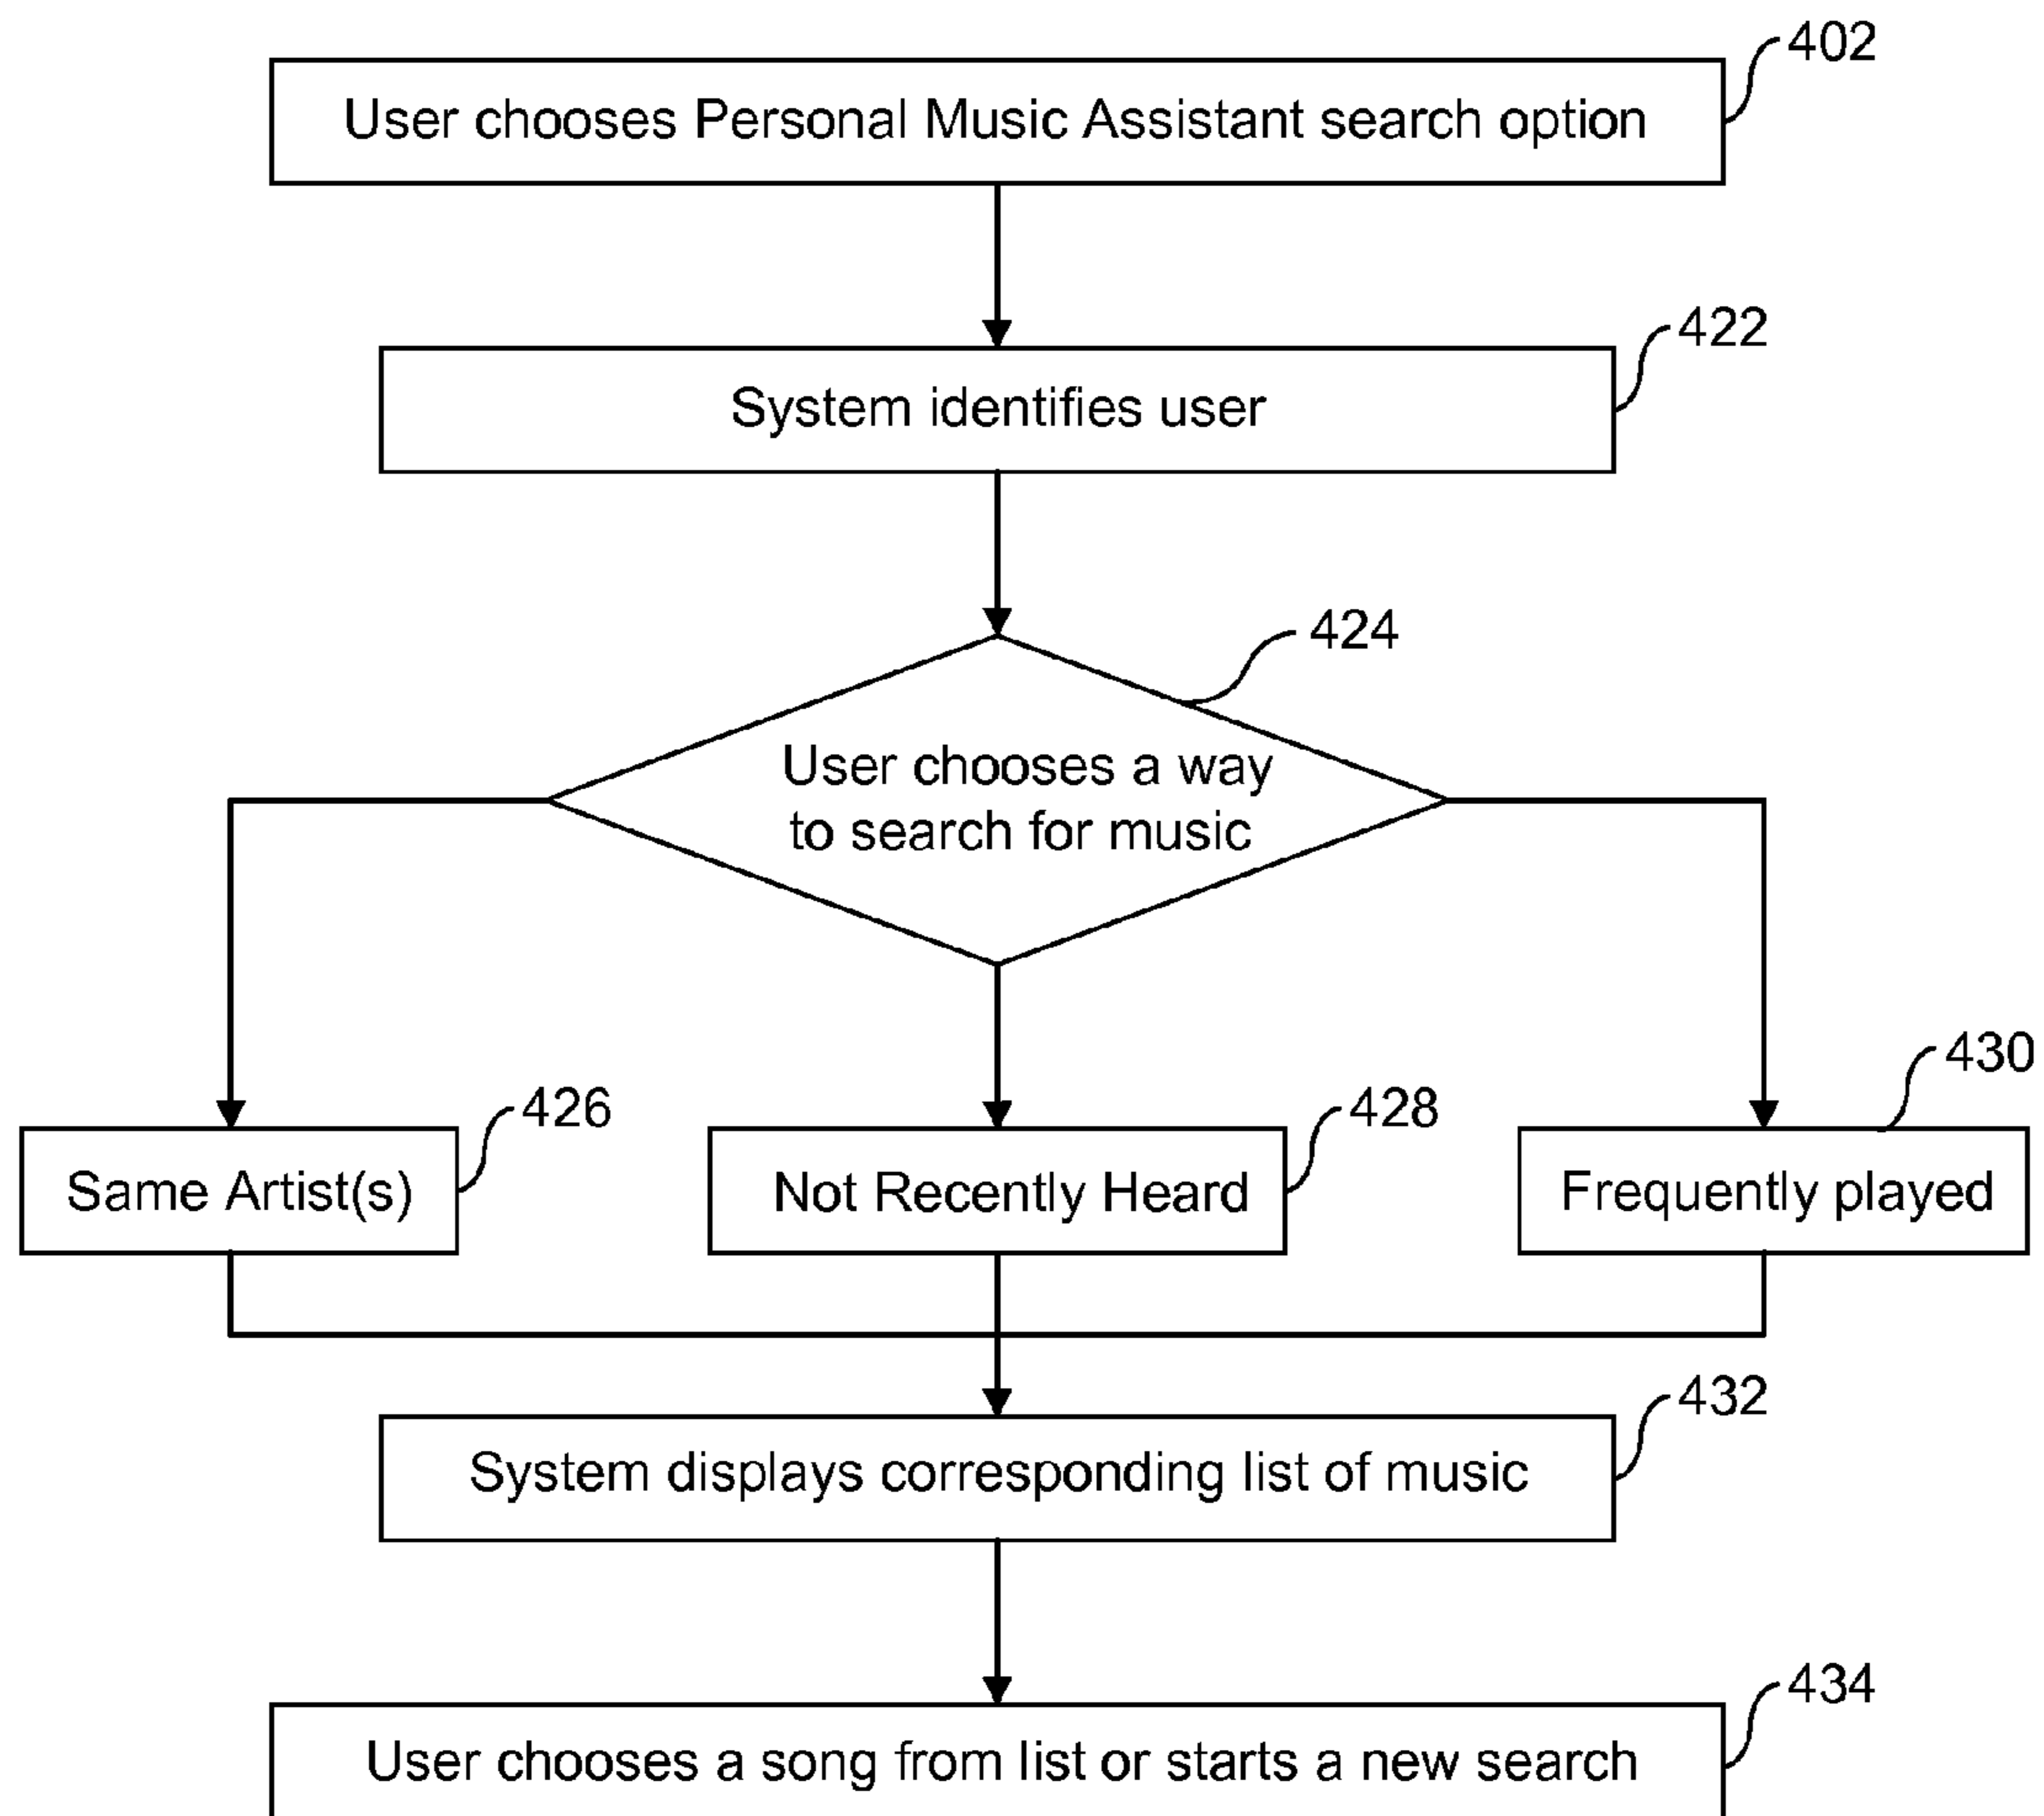 402
User chooses Personal Music Assistant search option
422
System identifies user
424
User chooses a way
to search for music
430
426
428
Same Artist(s)
Not Recently Heard
Frequently played
432
System displays corresponding list of music
434
User chooses a song from list or starts a new search